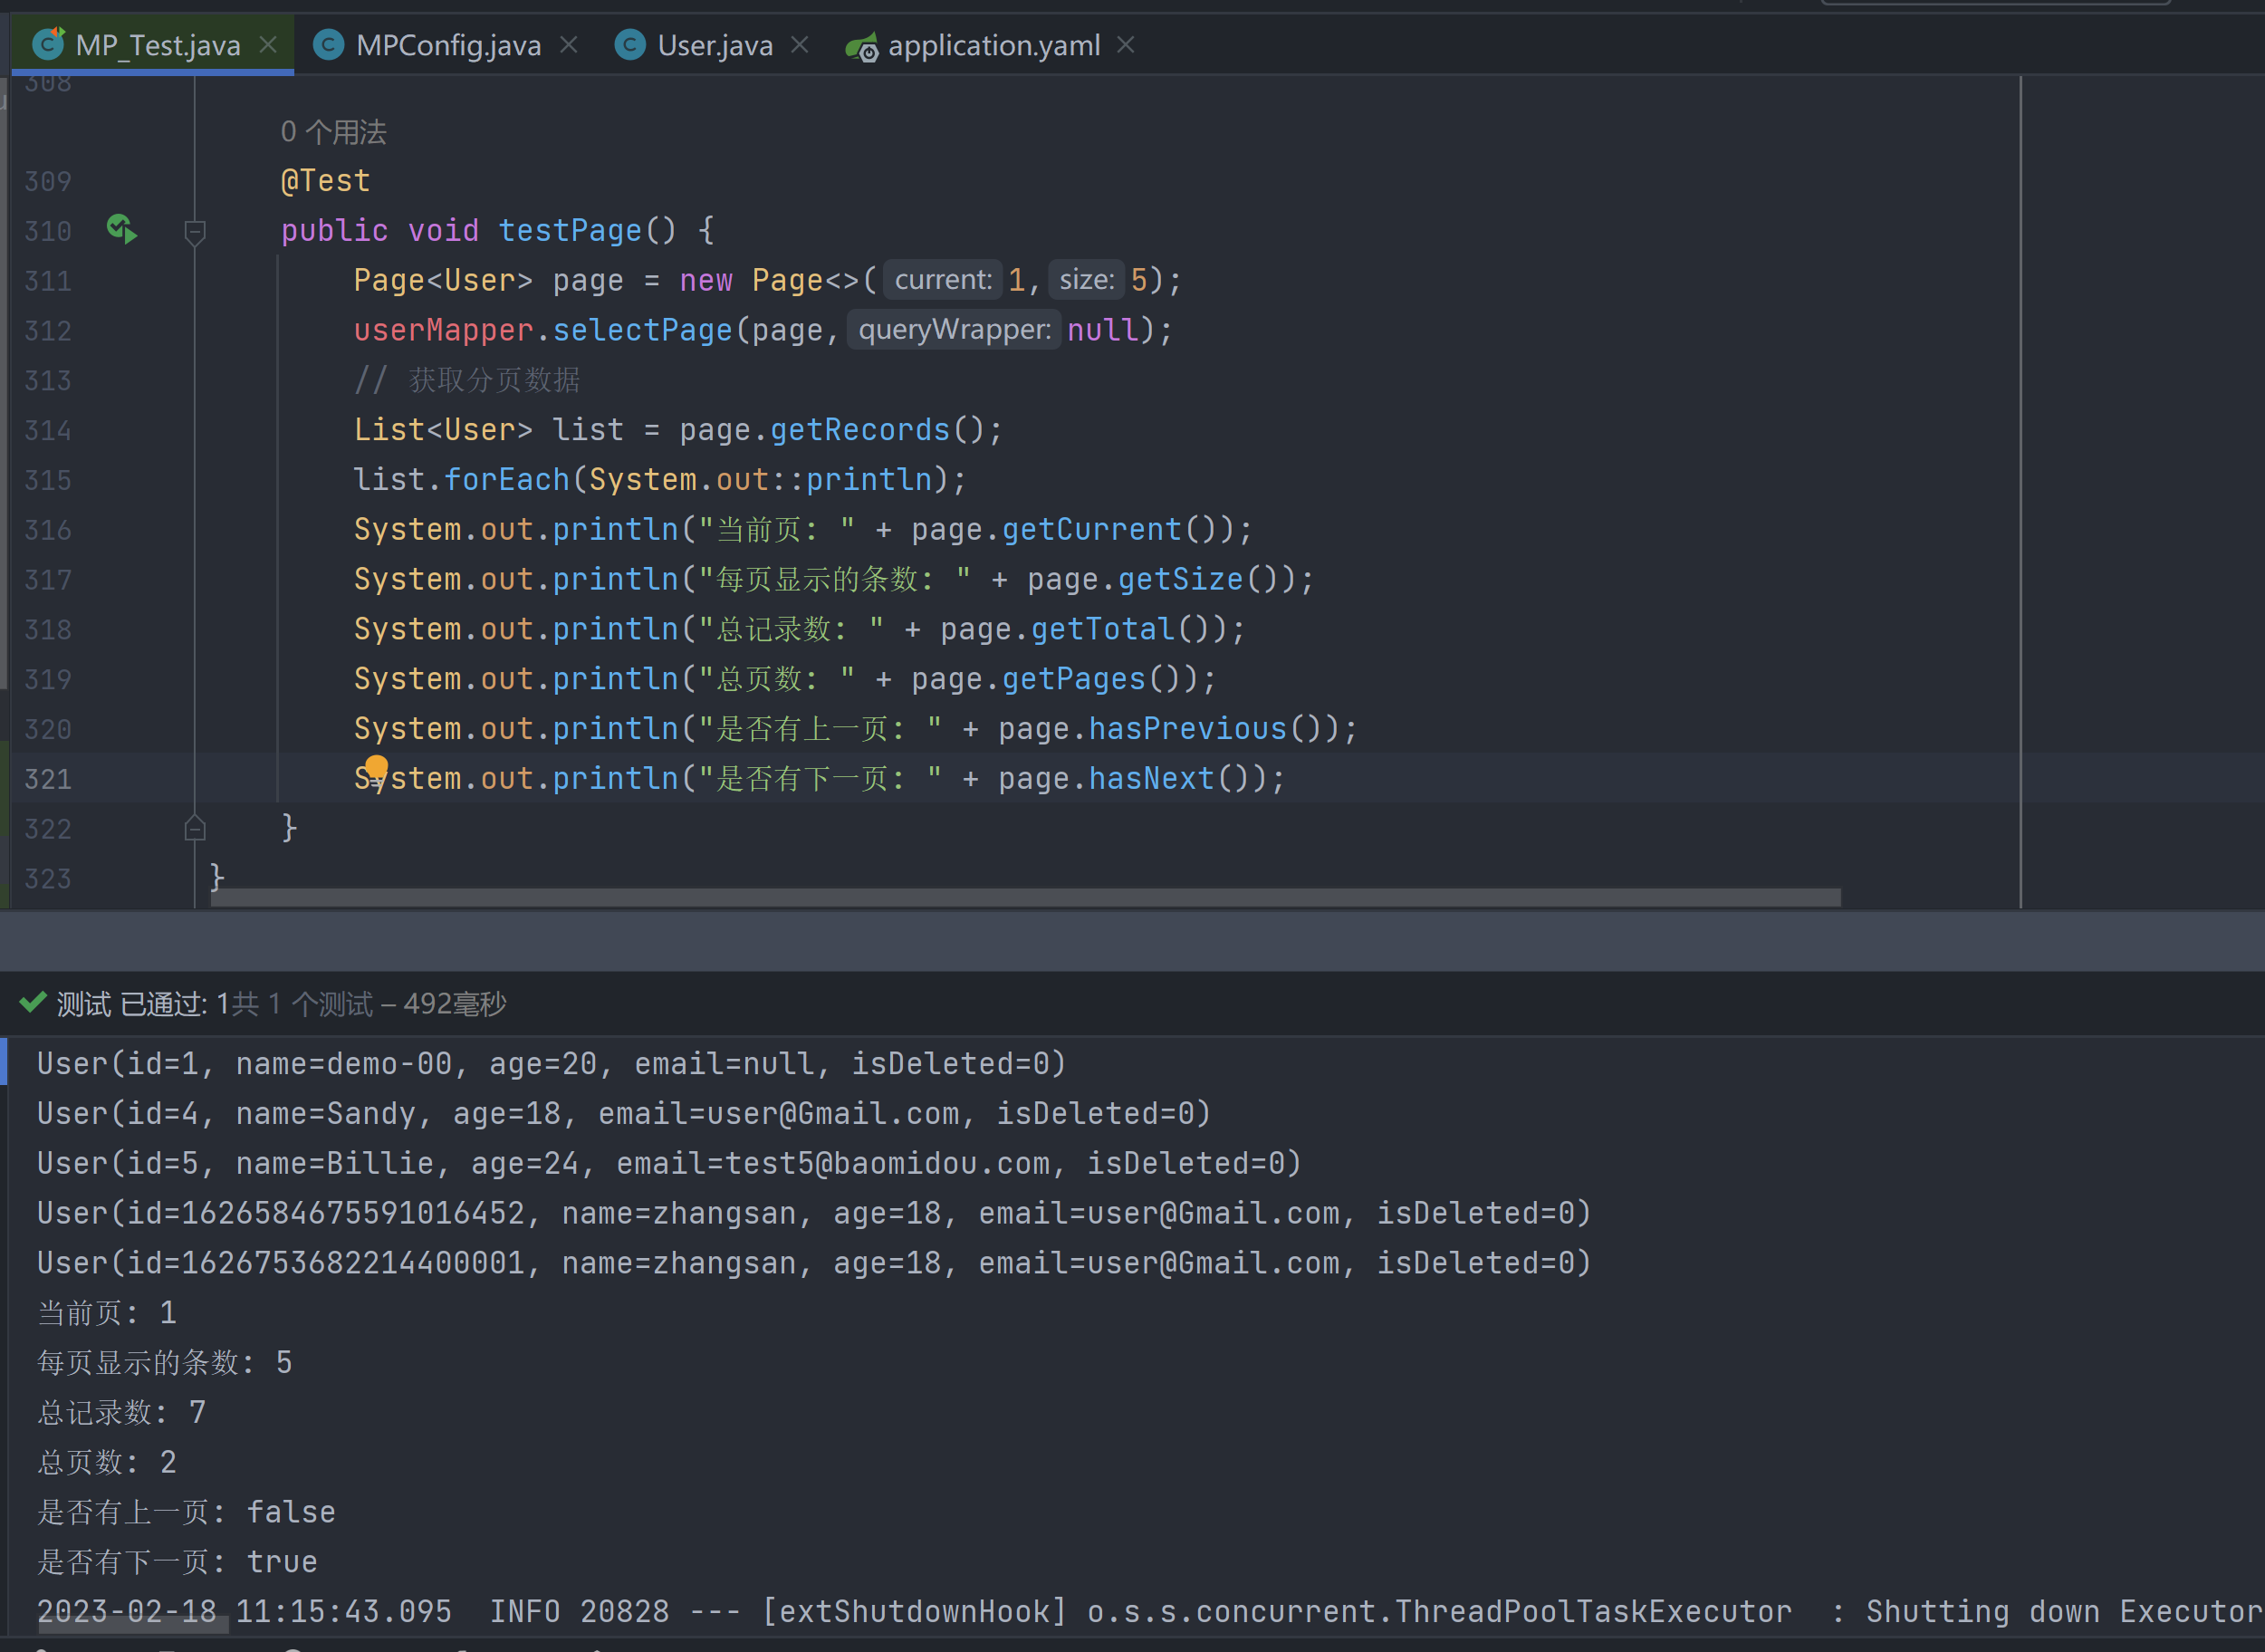 MP_Test.java MPConfig.java User.java application.yaml
308
0 个用法
309 @Test
310 public void testPage() {
311 Page<User> page = new Page<>( current: 1, size: 5);
312 userMapper.selectPage(page, queryWrapper: null);
313 // 获取分页数据
314 List<User> list = page.getRecords();
315 list.forEach(System.out::println);
316 System.out.println("当前页: " + page.getCurrent());
317 System.out.println("每页显示的条数: " + page.getSize());
318 System.out.println("总记录数: " + page.getTotal());
319 System.out.println("总页数: " + page.getPages());
320 System.out.println("是否有上一页: " + page.hasPrevious());
321 System.out.println("是否有下一页: " + page.hasNext());
322 }
323 }
测试 已通过: 1共 1 个测试 – 492毫秒
User(id=1, name=demo-00, age=20, email=null, isDeleted=0)
User(id=4, name=Sandy, age=18, email=user@Gmail.com, isDeleted=0)
User(id=5, name=Billie, age=24, email=test5@baomidou.com, isDeleted=0)
User(id=1626584675591016452, name=zhangsan, age=18, email=user@Gmail.com, isDeleted=0)
User(id=1626753682214400001, name=zhangsan, age=18, email=user@Gmail.com, isDeleted=0)
当前页: 1
每页显示的条数: 5
总记录数: 7
总页数: 2
是否有上一页: false
是否有下一页: true
2023-02-18 11:15:43.095  INFO 20828 --- [extShutdownHook] o.s.s.concurrent.ThreadPoolTaskExecutor  : Shutting down Executor